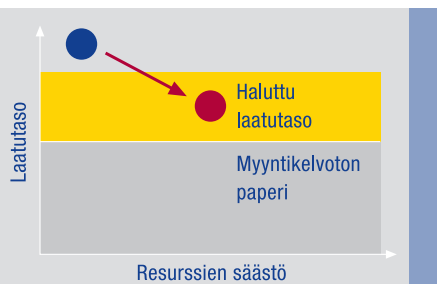 Haluttu
laatutaso
Laatutaso
Myyntikelvoton
paperi
Resurssien säästö